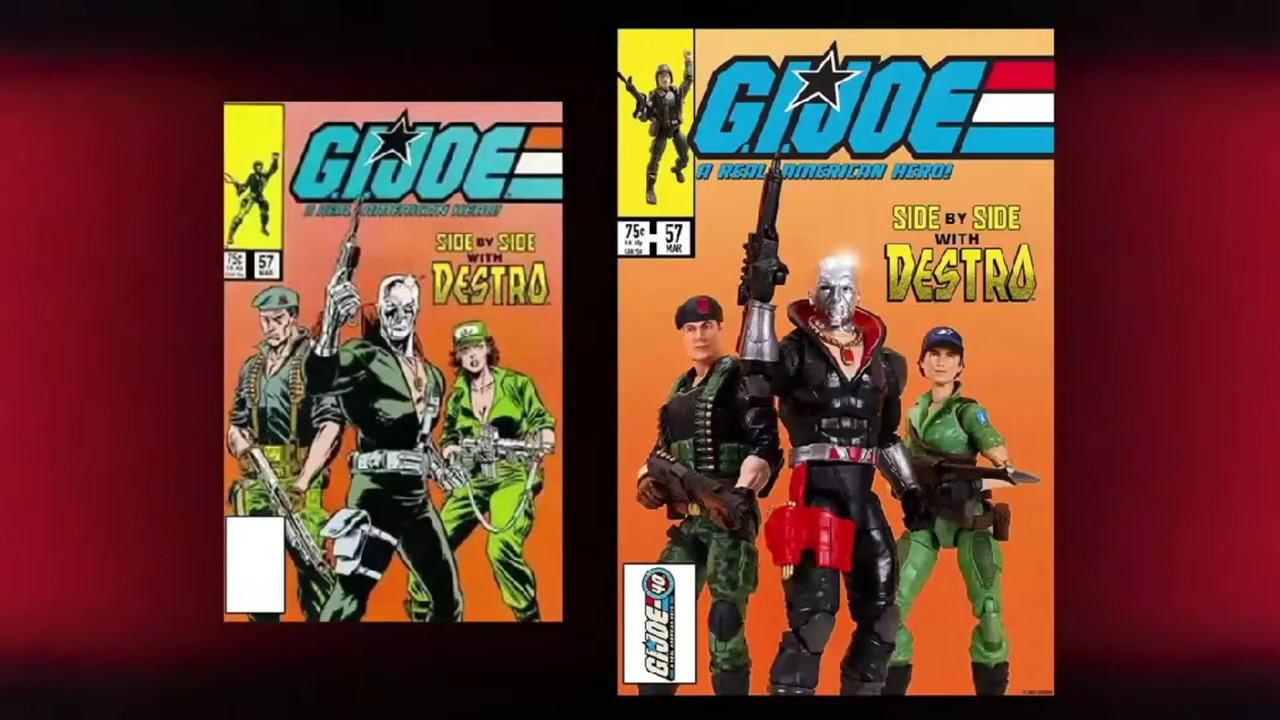 G.I.JOE
A REAL AMERICAN HERO!
SIDE BY SIDE
WITH
DESTRO
75¢
57
MAR
G.I.JOE
A REAL AMERICAN HERO!
75¢
57
MAR
SIDE BY SIDE
WITH
DESTRO
G.I.JOE 40